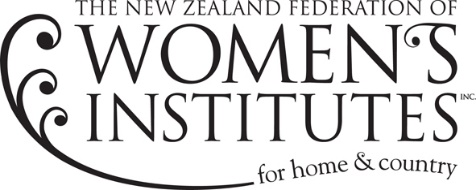 THE NEW ZEALAND FEDERATION OF
WOMEN'S
INSTITUTES INC.
for home & country